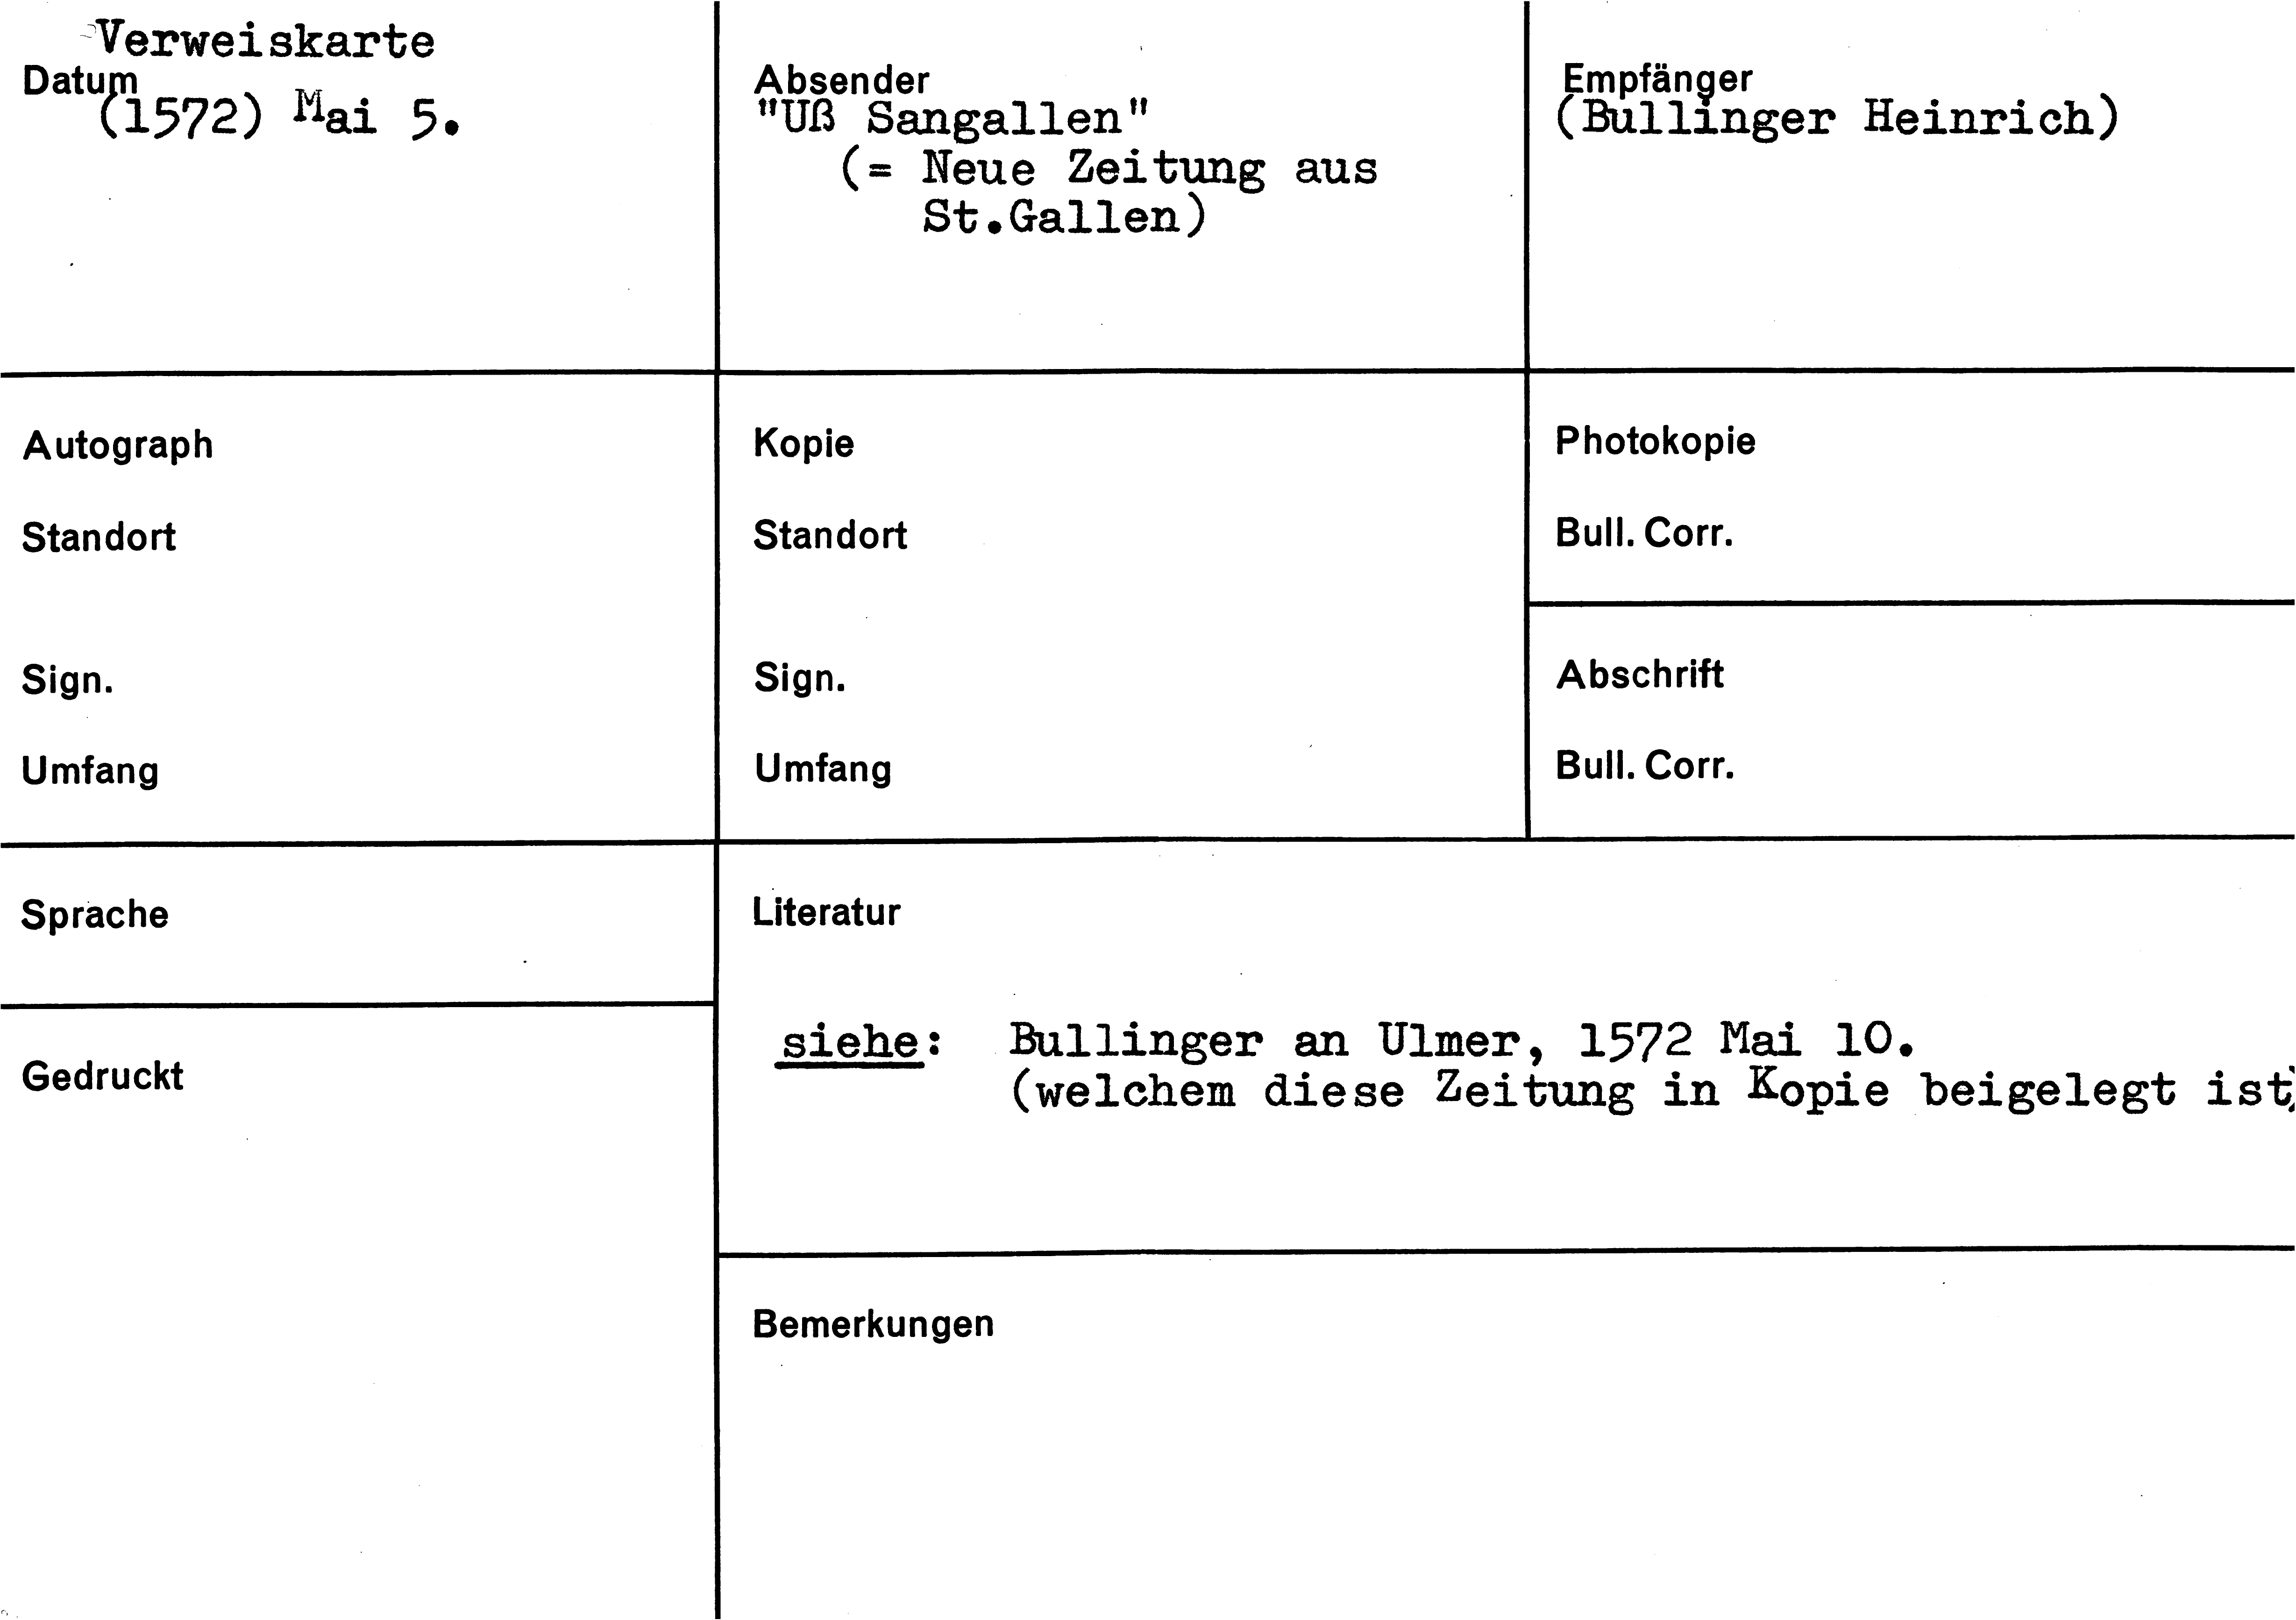 Verweiskarte
Datum
(1572) Mai 5.
Absender
"Uß Sangallen"
(= Neue Zeitung aus
St.Gallen)
Empfänger
(Bullinger Heinrich)
Autograph
Standort
Sign.
Umfang
Kopie
Standort
Sign.
Umfang
Photokopie
Bull. Corr.
Abschrift
Bull. Corr.
Sprache
Gedruckt
Literatur
siehe: Bullinger an Ulmer, 1572 Mai 10.
(welchem diese Zeitung in Kopie beigelegt ist)
Bemerkungen